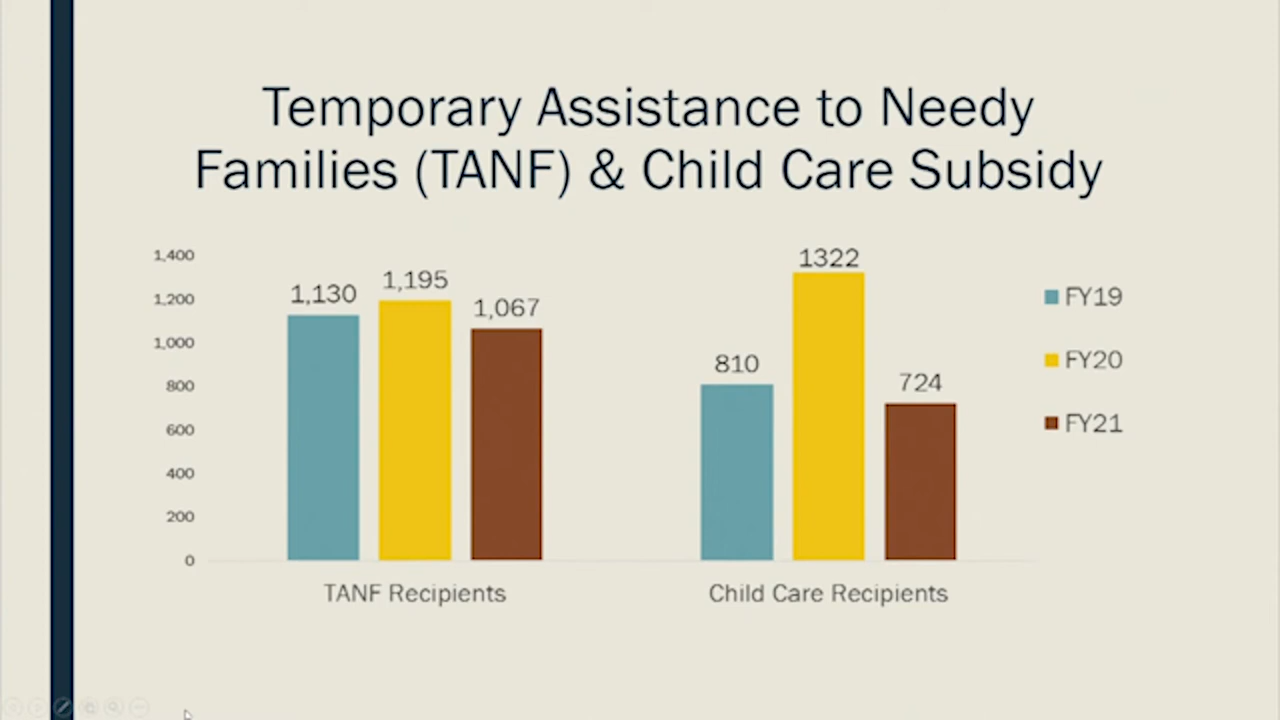 Temporary Assistance to Needy
Families (TANF) & Child Care Subsidy
1,400
1,200
1,000
800
600
400
200
0
1,130
1,195
1,067
810
1322
724
TANF Recipients
Child Care Recipients
FY19
FY20
FY21